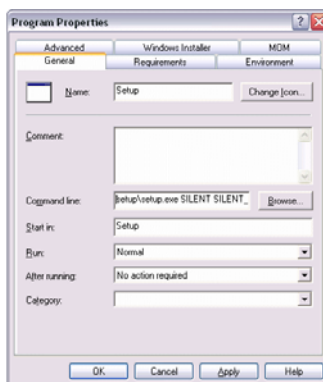 Program Properties
Advanced Windows Installer MOM
General Requirements Environment
Name: Setup Change Icon...
Comment:
Command line: setup\setup.exe SILENT SILENT_ Browse...
Start in: Setup
Run: Normal
After running: No action required
Category:
OK Cancel Apply Help